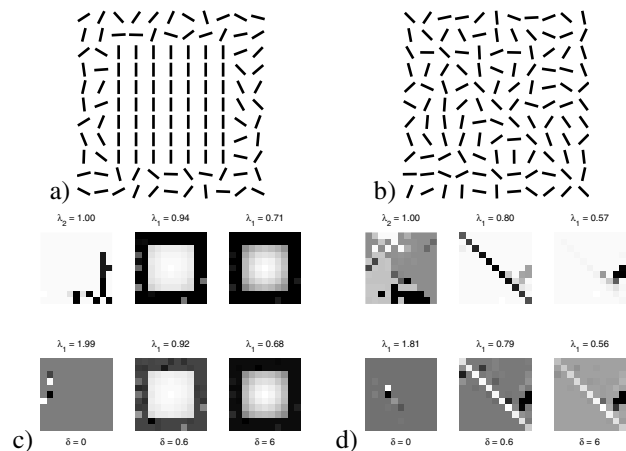 a)
b)
λ2 = 1.00 λ1 = 0.94 λ1 = 0.71
λ2 = 1.00 λ1 = 0.80 λ1 = 0.57
λ1 = 1.99 λ1 = 0.92 λ1 = 0.68
λ1 = 1.81 λ1 = 0.79 λ1 = 0.56
c)
δ = 0 δ = 0.6 δ = 6
d)
δ = 0 δ = 0.6 δ = 6